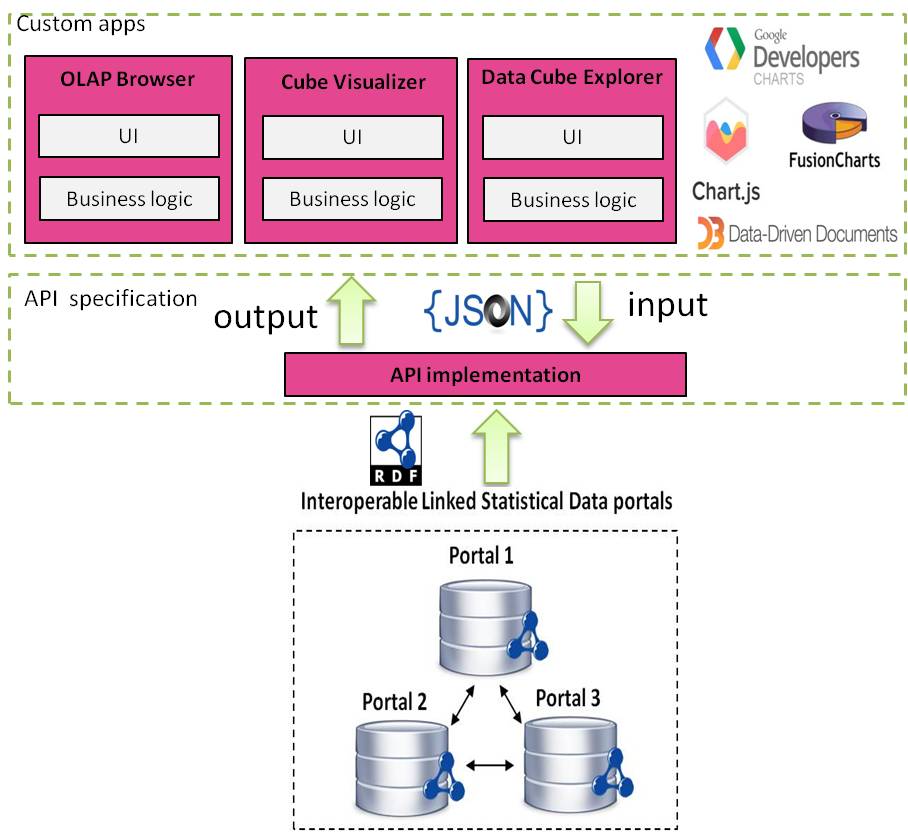 Custom apps
OLAP Browser
UI
Business logic
Cube Visualizer
UI
Business logic
Data Cube Explorer
UI
Business logic
Google
Developers
CHARTS
FusionCharts
Chart.js
D3 Data-Driven Documents
API specification
output
{JSON}
input
API implementation
RDF
Interoperable Linked Statistical Data portals
Portal 1
Portal 2
Portal 3